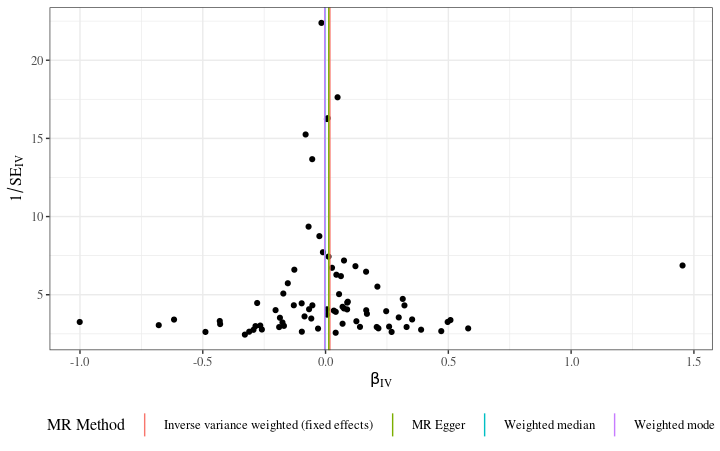 20
15
10
5
1/SE_IV
-1.0 -0.5 0.0 0.5 1.0 1.5
β_IV
MR Method Inverse variance weighted (fixed effects) MR Egger Weighted median Weighted mode